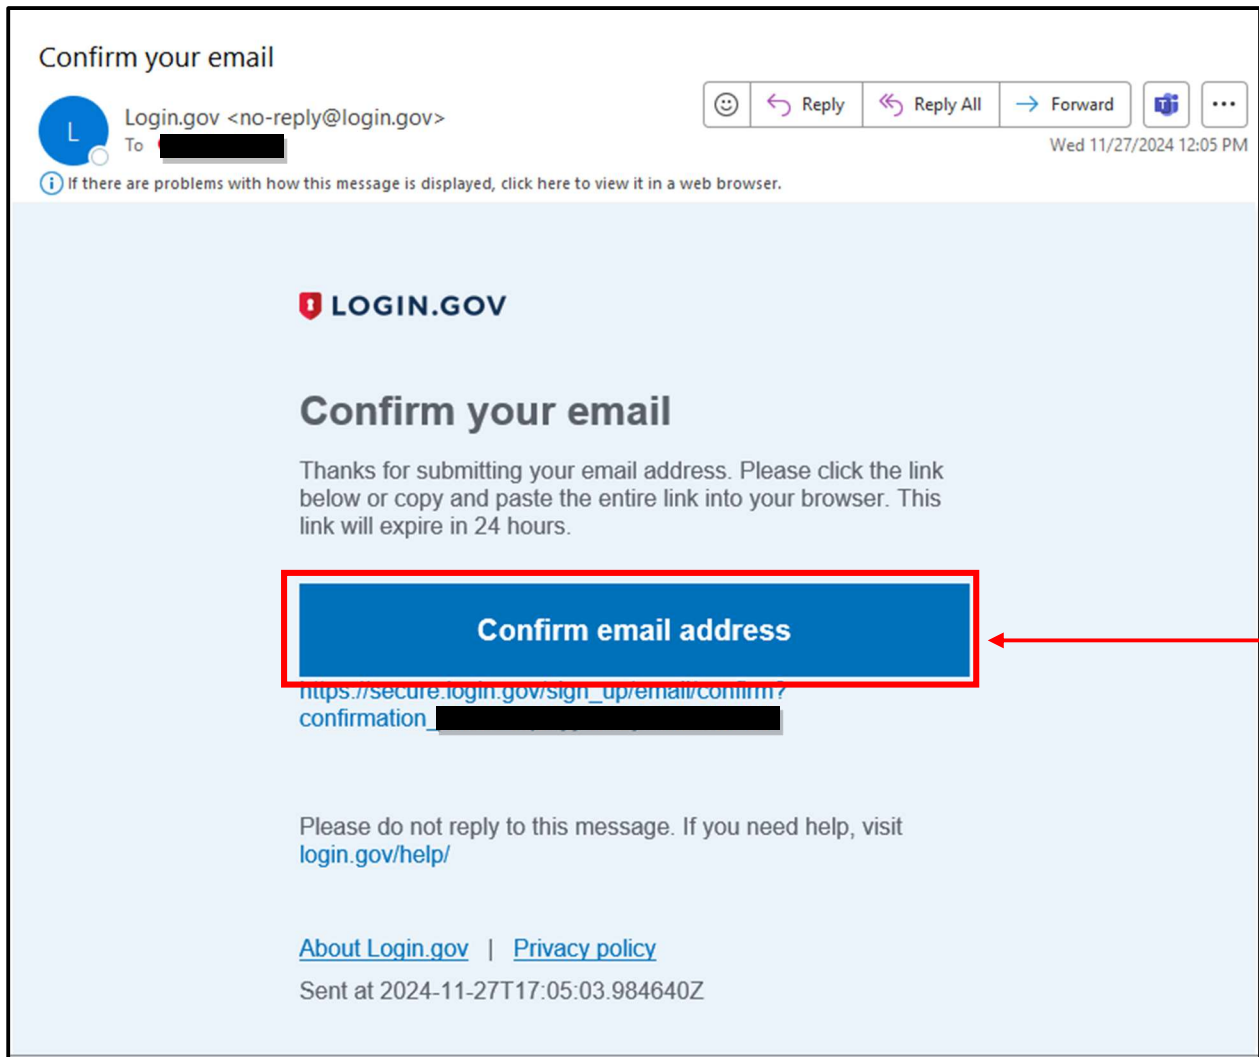 Confirm your email
L
Login.gov <no-reply@login.gov>
To
Reply
Reply All
Forward
Wed 11/27/2024 12:05 PM
If there are problems with how this message is displayed, click here to view it in a web browser.
LOGIN.GOV
Confirm your email
Thanks for submitting your email address. Please click the link
below or copy and paste the entire link into your browser. This
link will expire in 24 hours.
Confirm email address
https://secure.login.gov/sign_up/email/confirm?
confirmation_
Please do not reply to this message. If you need help, visit
login.gov/help/
About Login.gov | Privacy policy
Sent at 2024-11-27T17:05:03.984640Z